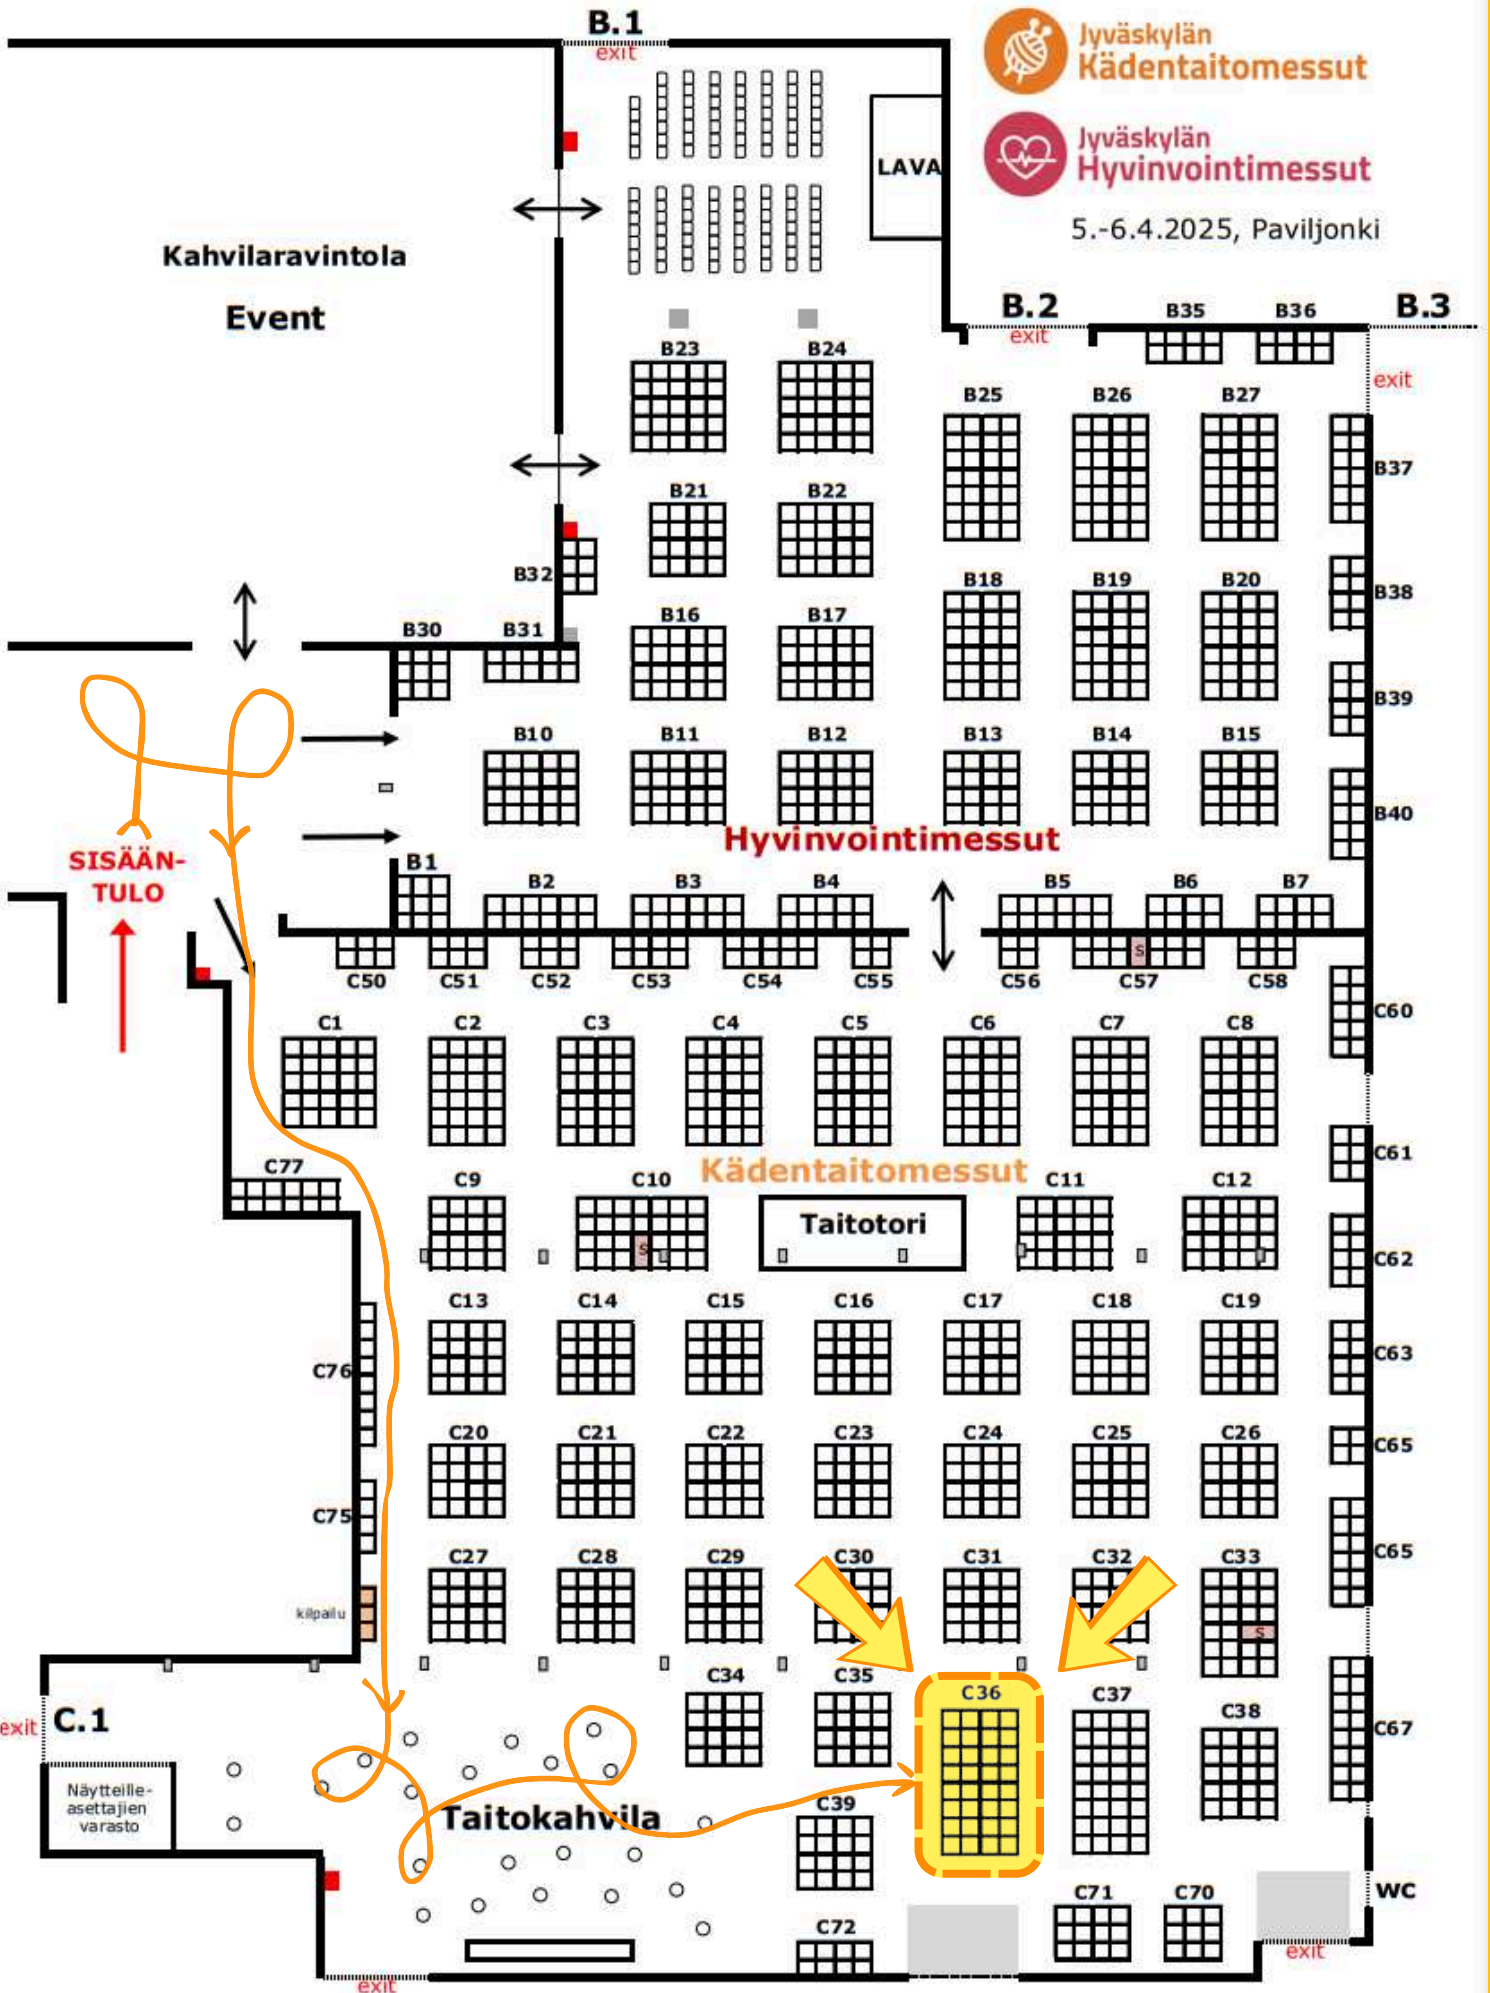 B.1
exit
Jyväskylän
Kädentaitomessut
Jyväskylän
Hyvinvointimessut
5.-6.4.2025, Paviljonki
LAVA
Kahvilaravintola
Event
B.2
exit
B35
B36
B.3
exit
B23
B24
B25
B26
B27
B37
B21
B22
B32
B18
B19
B20
B38
B30
B31
B16
B17
B39
B10
B11
B12
B13
B14
B15
B40
Hyvinvointimessut
SISÄÄN-
TULO
B1
B2
B3
B4
B5
B6
B7
S
C50
C51
C52
C53
C54
C55
C56
C57
C58
C60
C1
C2
C3
C4
C5
C6
C7
C8
Kädentaitomessut
C61
C77
C9
C10
C11
C12
Taitotori
S
C62
C13
C14
C15
C16
C17
C18
C19
C76
C63
C20
C21
C22
C23
C24
C25
C26
C65
C75
C27
C28
C29
C30
C31
C32
C33
C65
kilpailu
S
C34
C35
C36
C37
C38
C67
exit
C.1
Näytteille-
asettajien
varasto
Taitokahvila
C39
C71
C70
WC
C72
exit
exit